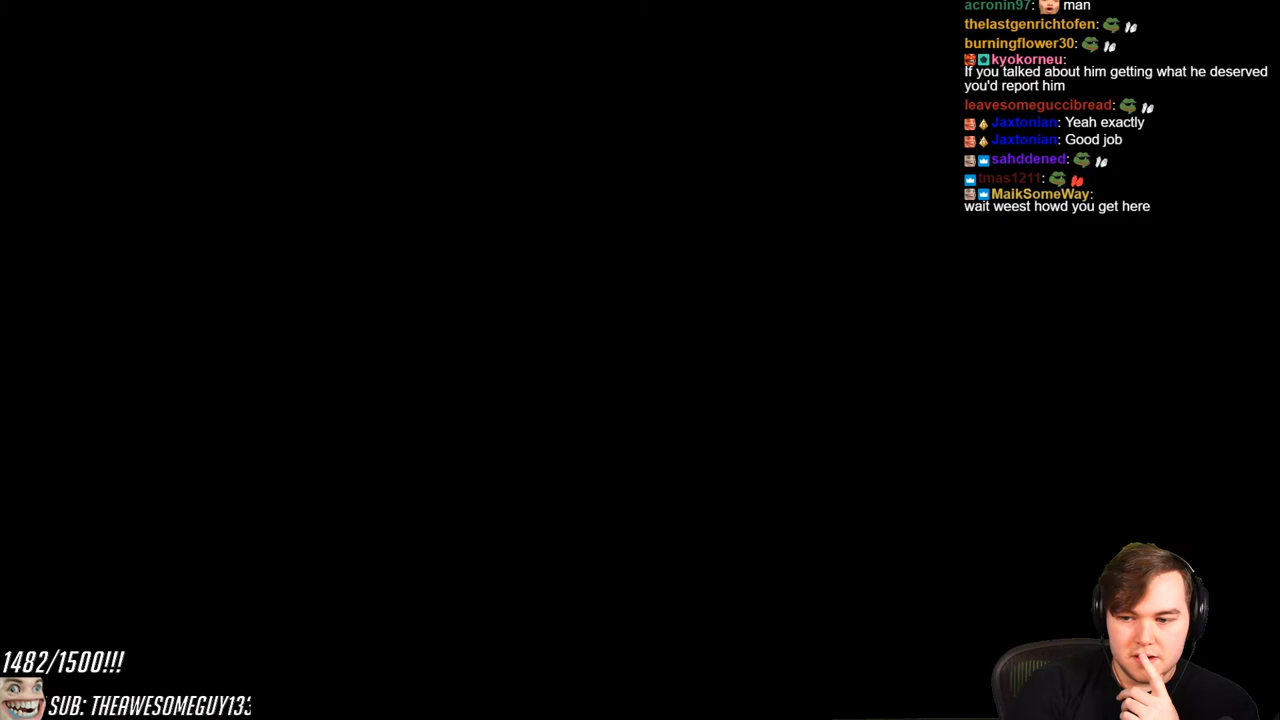 acronin97: man
thelastgenrichtofen:
burningflower30:
kyokorneu:
If you talked about him getting what he deserved
you'd report him
leavesomeguccibread:
Jaxtonian: Yeah exactly
Jaxtonian: Good job
sahddened:
tmas1211:
MaikSomeWay:
wait weest howd you get here
1482/1500!!!
SUB: THEAWESOMEGUY133